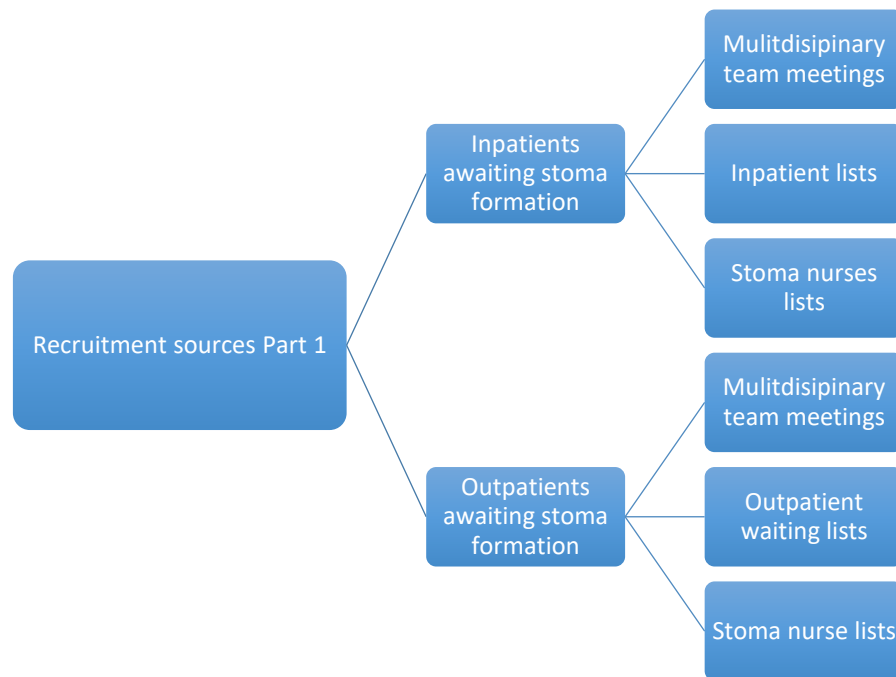 Mulitdisipinary
team meetings
Inpatients
awaiting stoma
formation
Inpatient lists
Stoma nurses
lists
Recruitment sources Part 1
Mulitdisipinary
team meetings
Outpatients
awaiting stoma
formation
Outpatient
waiting lists
Stoma nurse lists